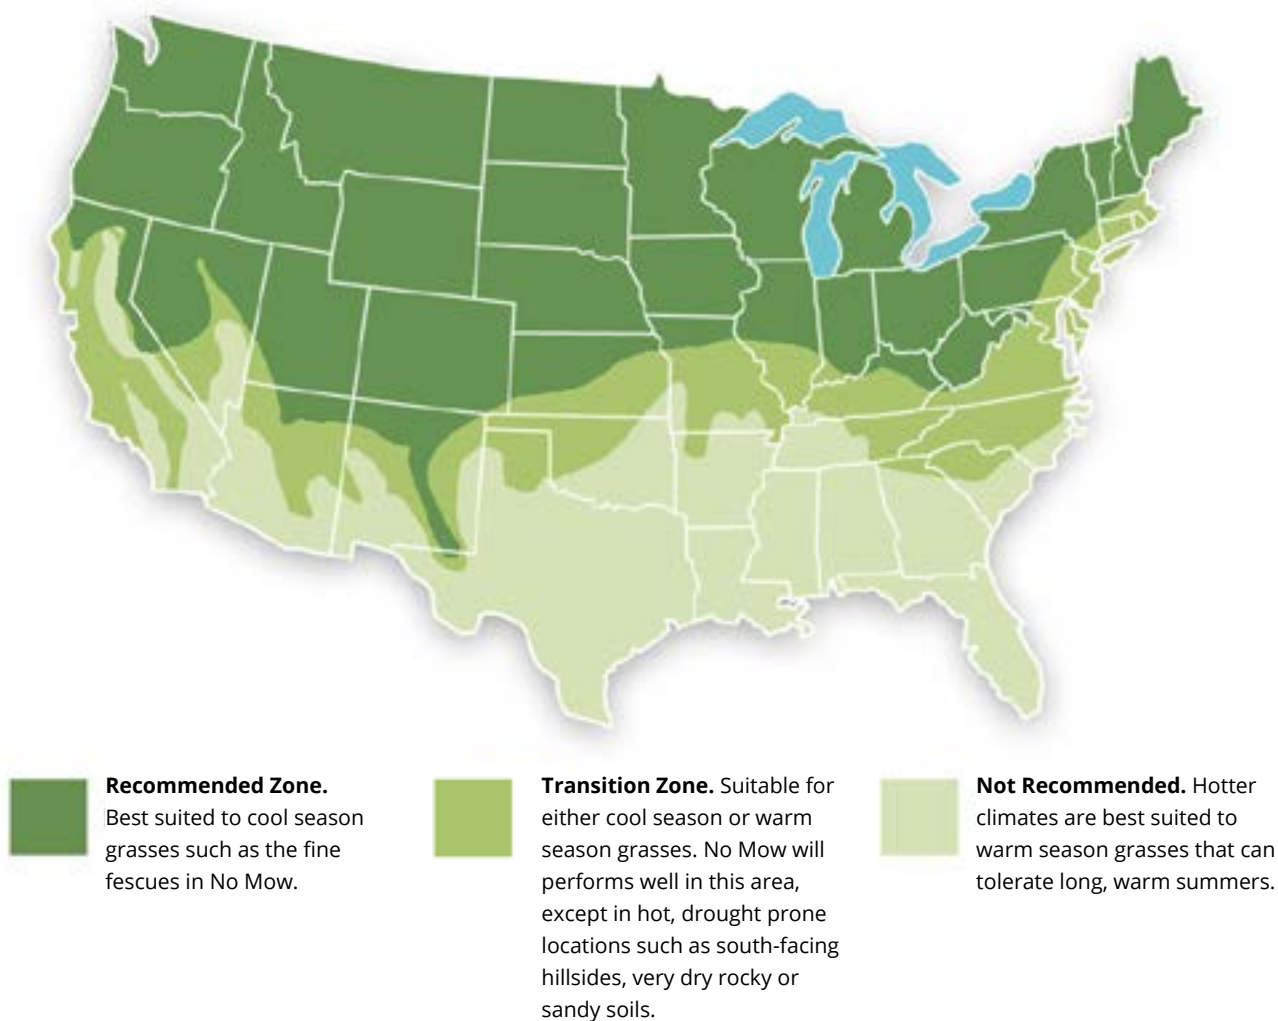 Recommended Zone.
Best suited to cool season
grasses such as the fine
fescues in No Mow.
Transition Zone. Suitable for
either cool season or warm
season grasses. No Mow will
performs well in this area,
except in hot, drought prone
locations such as south-facing
hillsides, very dry rocky or
sandy soils.
Not Recommended. Hotter
climates are best suited to
warm season grasses that can
tolerate long, warm summers.